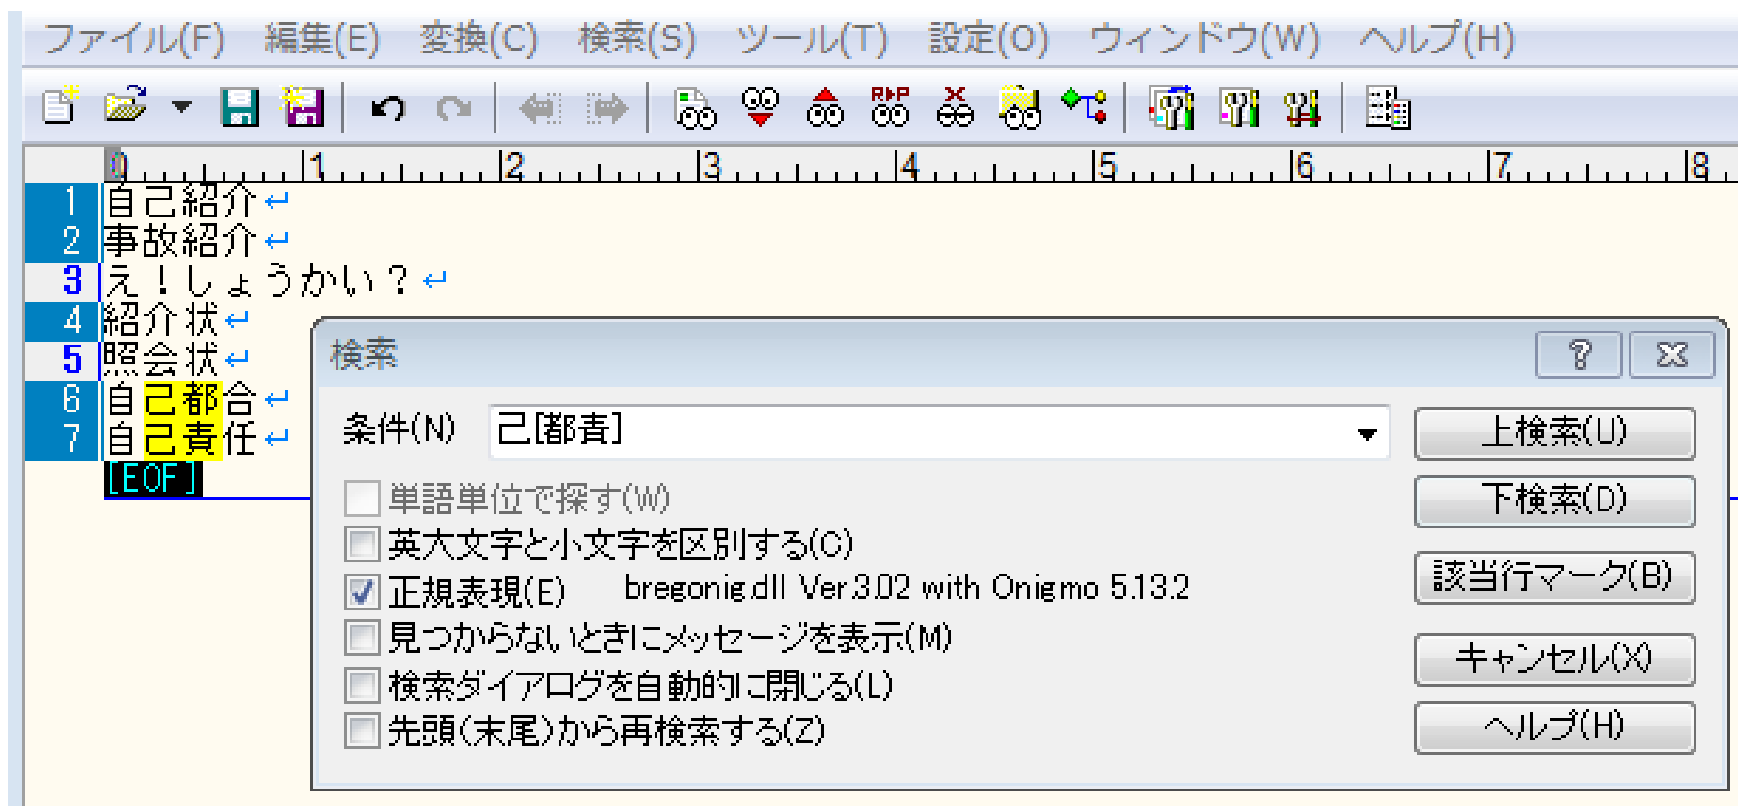 ファイル(F) 編集(E) 変換(C) 検索(S) ツール(T) 設定(O) ウィンドウ(W) ヘルプ(H)
0 1 2 3 4 5 6 7 8
1 自己紹介↵
2 事故紹介↵
3 え！しょうかい？↵
4 紹介状↵
5 照会状↵
6 自己都合↵
7 自己責任↵
[EOF]
検索
条件(N) 己[都責]
上検索(U)
下検索(D)
該当行マーク(B)
キャンセル(X)
ヘルプ(H)
単語単位で探す(W)
英大文字と小文字を区別する(C)
正規表現(E) bregonig.dll Ver.3.02 with Onigmo 5.13.2
見つからないときにメッセージを表示(M)
検索ダイアログを自動的に閉じる(L)
先頭(末尾)から再検索する(Z)